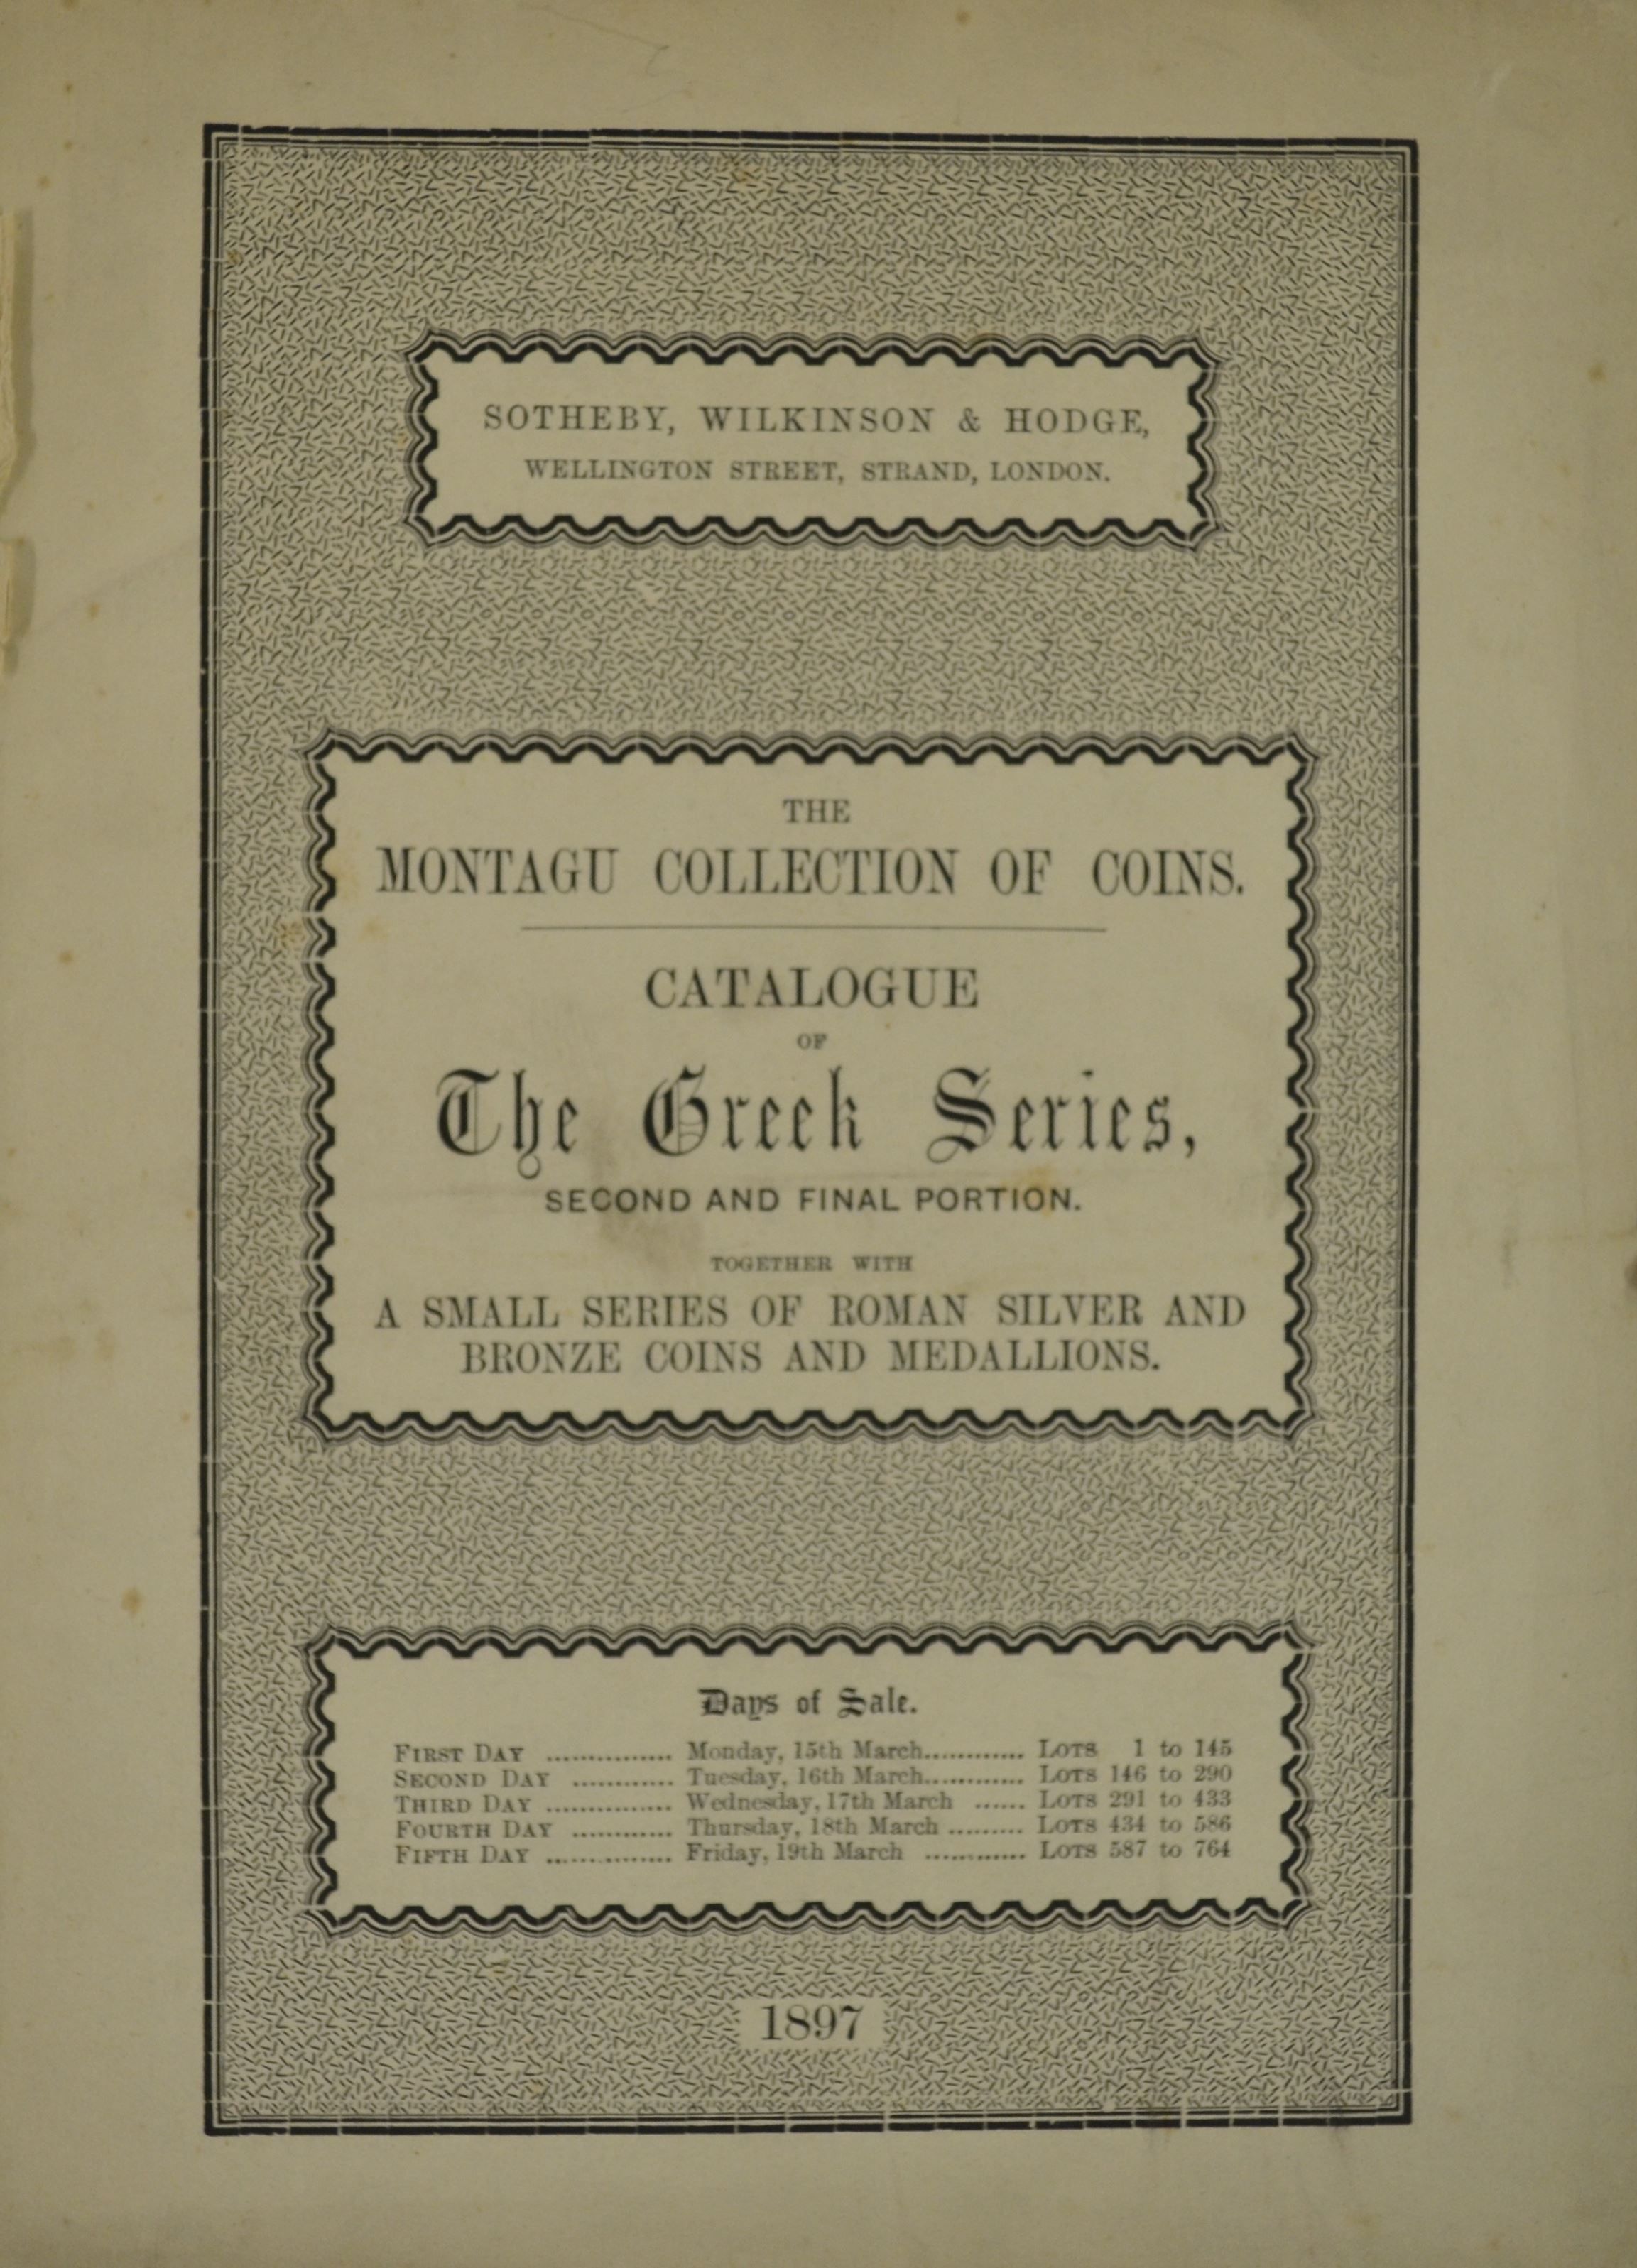 SOTHEBY, WILKINSON & HODGE,
WELLINGTON STREET, STRAND, LONDON.
THE
MONTAGU COLLECTION OF COINS.
CATALOGUE
OF
The Greek Series,
SECOND AND FINAL PORTION.
TOGETHER WITH
A SMALL SERIES OF ROMAN SILVER AND
BRONZE COINS AND MEDALLIONS.
Days of Sale.
FIRST DAY ............... Monday, 15th March............ LOTS 1 to 145
SECOND DAY ............ Tuesday, 16th March............ LOTS 146 to 290
THIRD DAY ............... Wednesday, 17th March ...... LOTS 291 to 433
FOURTH DAY ............ Thursday, 18th March ......... LOTS 434 to 586
FIFTH DAY ............... Friday, 19th March ............ LOTS 587 to 764
1897